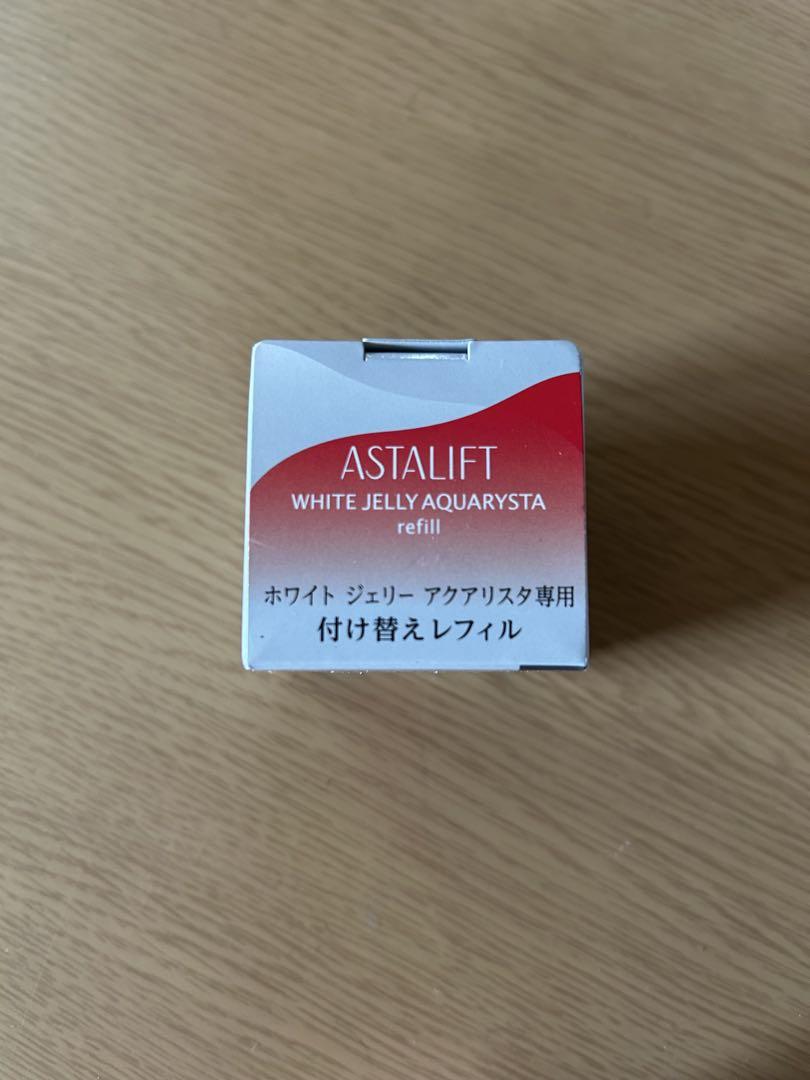 ASTALIFT
WHITE JELLY AQUARYSTA
refill
ホワイト ジェリー アクアリスタ専用
付け替えレフィル